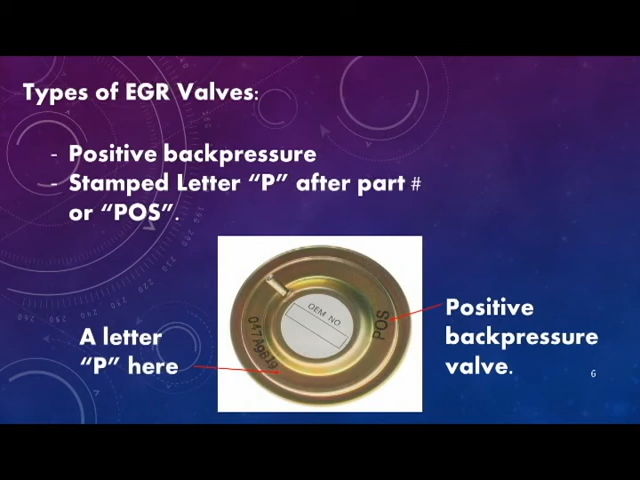 Types of EGR Valves:
- Positive backpressure
- Stamped Letter “P” after part #
or “POS”.
OEM NO
POS
047A9819
A letter
“P” here
Positive
backpressure
valve.
6